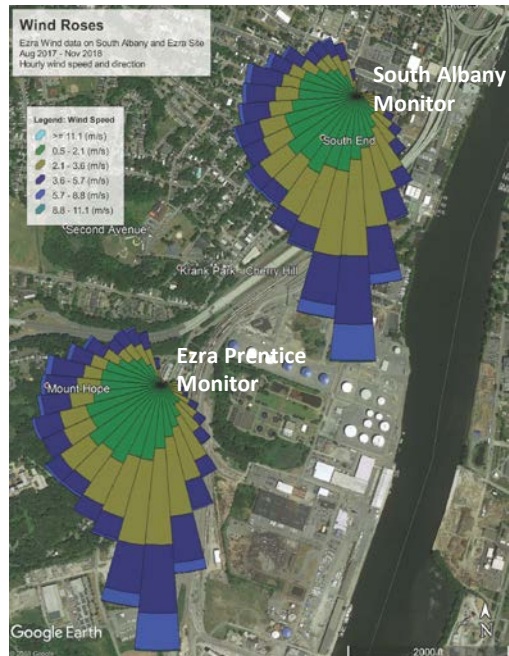 Wind Roses
Ezra Wind data on South Albany and Ezra Site
Aug 2017 - Nov 2018
Hourly wind speed and direction
Legend: Wind Speed
>= 11.1 (m/s)
0.5 - 2.1 (m/s)
2.1 - 3.6 (m/s)
3.6 - 5.7 (m/s)
5.7 - 8.8 (m/s)
8.8 - 11.1 (m/s)
South Albany
Monitor
South End
Second Avenue
Krank Park - Cherry Hill
Ezra Prentice
Monitor
Mount Hope
N
Google Earth
2000 ft